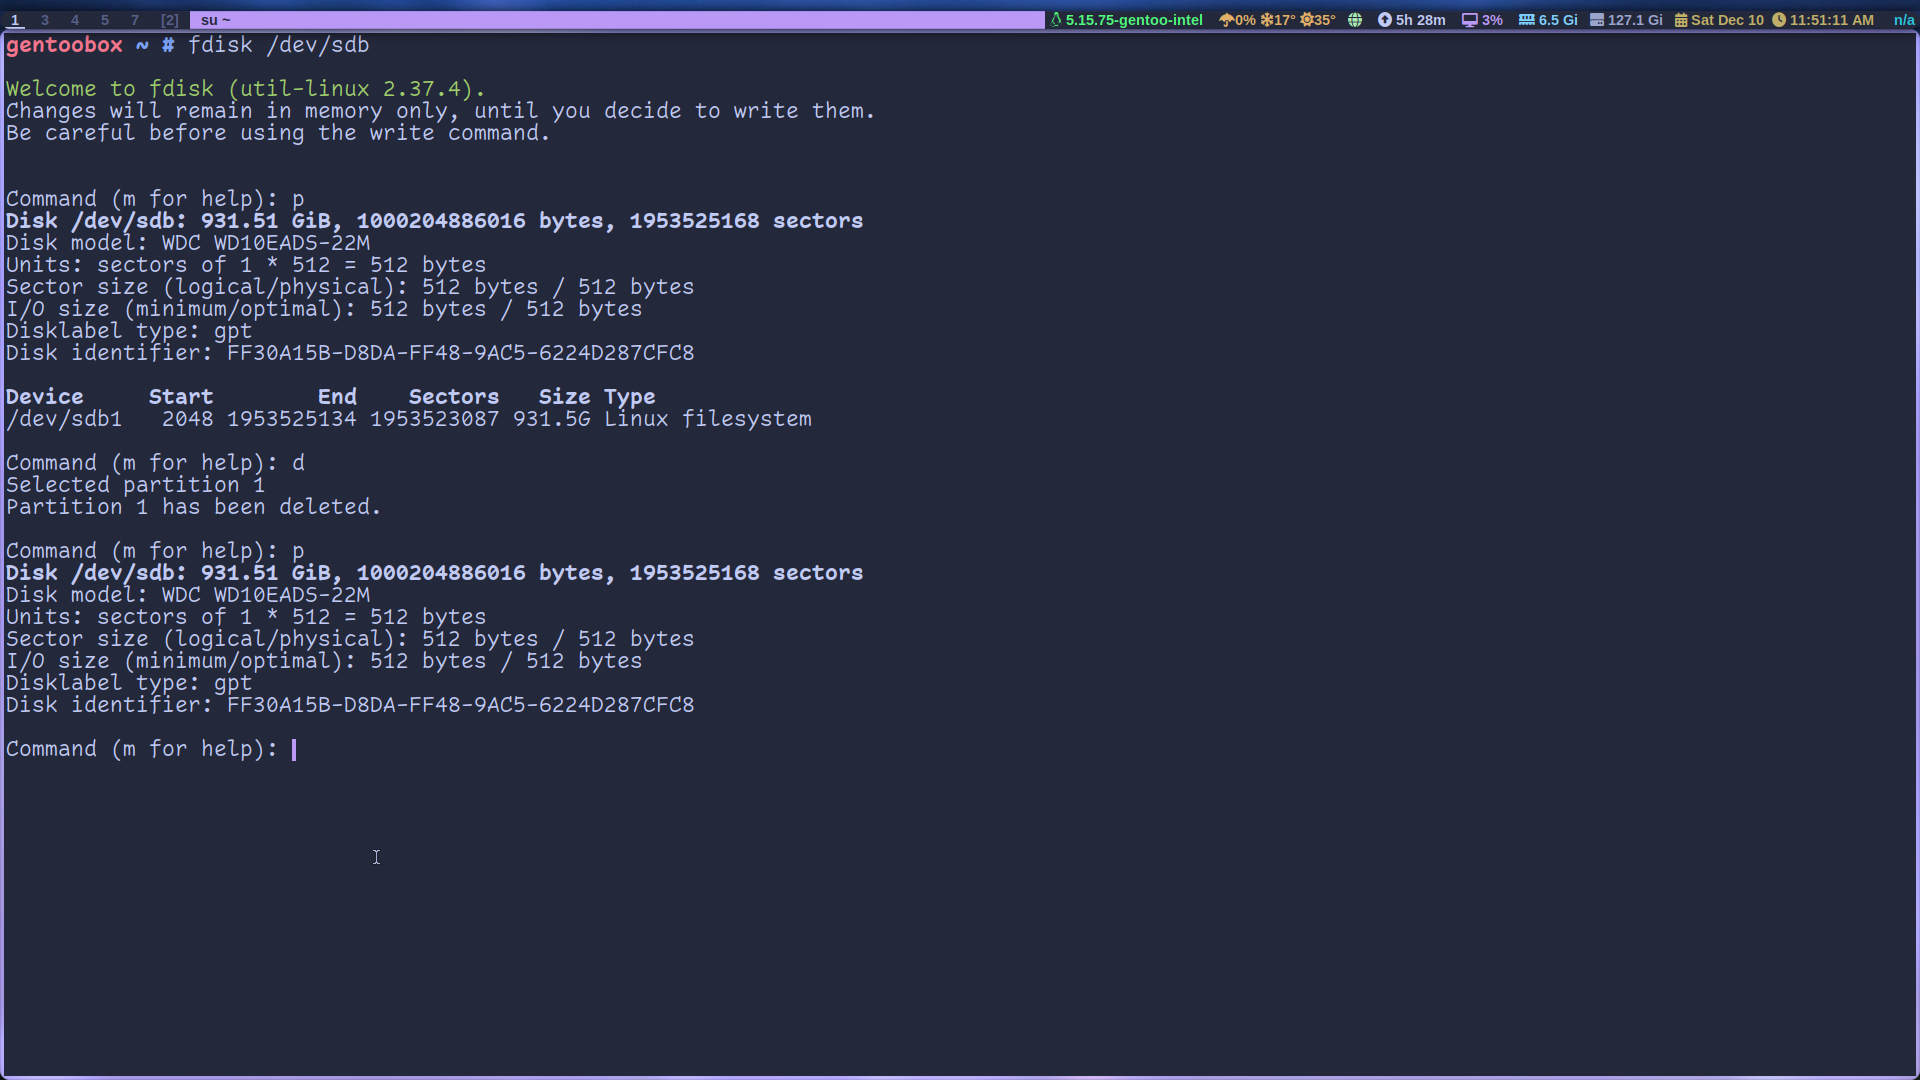 1 3 4 5 7 [2] su ~ 5.15.75-gentoo-intel 0% 17° 35° 5h 28m 3% 6.5 Gi 127.1 Gi Sat Dec 10 11:51:11 AM n/a
gentoobox ~ # fdisk /dev/sdb
Welcome to fdisk (util-linux 2.37.4).
Changes will remain in memory only, until you decide to write them.
Be careful before using the write command.
Command (m for help): p
Disk /dev/sdb: 931.51 GiB, 1000204886016 bytes, 1953525168 sectors
Disk model: WDC WD10EADS-22M
Units: sectors of 1 * 512 = 512 bytes
Sector size (logical/physical): 512 bytes / 512 bytes
I/O size (minimum/optimal): 512 bytes / 512 bytes
Disklabel type: gpt
Disk identifier: FF30A15B-D8DA-FF48-9AC5-6224D287CFC8
Device Start End Sectors Size Type
/dev/sdb1 2048 1953525134 1953523087 931.5G Linux filesystem
Command (m for help): d
Selected partition 1
Partition 1 has been deleted.
Command (m for help): p
Disk /dev/sdb: 931.51 GiB, 1000204886016 bytes, 1953525168 sectors
Disk model: WDC WD10EADS-22M
Units: sectors of 1 * 512 = 512 bytes
Sector size (logical/physical): 512 bytes / 512 bytes
I/O size (minimum/optimal): 512 bytes / 512 bytes
Disklabel type: gpt
Disk identifier: FF30A15B-D8DA-FF48-9AC5-6224D287CFC8
Command (m for help):